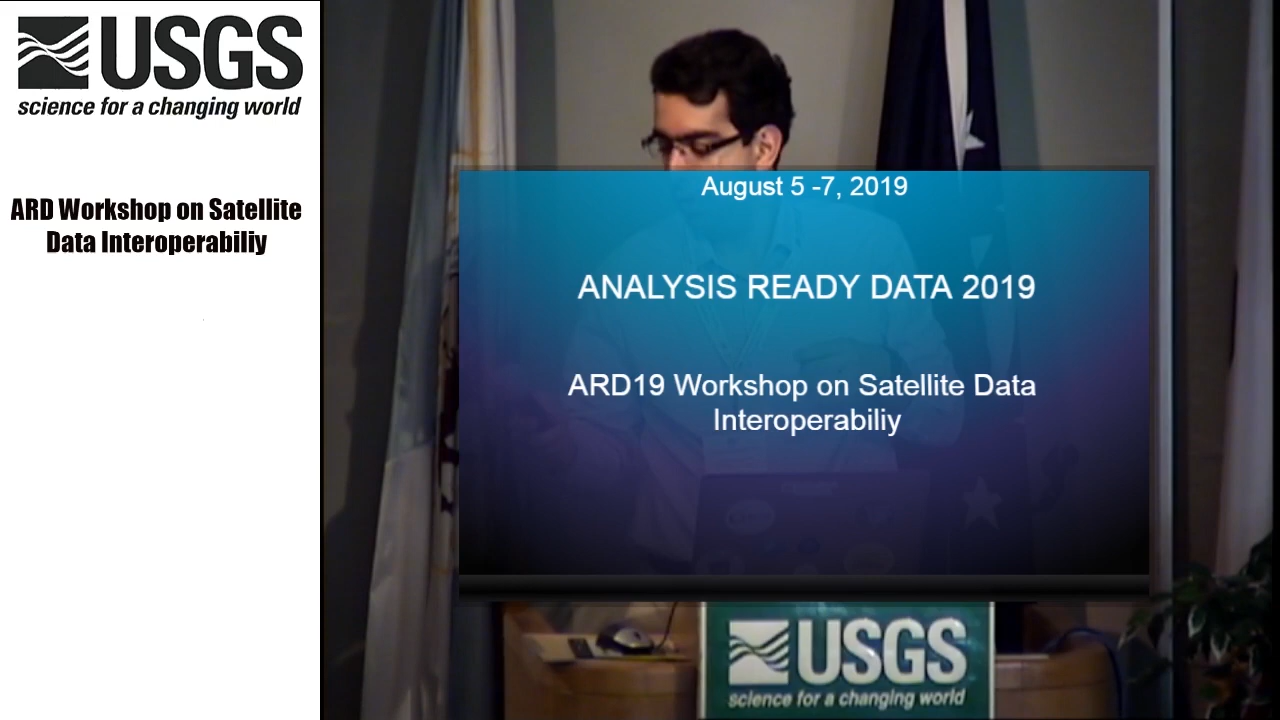 USGS
science for a changing world
ARD Workshop on Satellite
Data Interoperabiliy
August 5 -7, 2019
ANALYSIS READY DATA 2019
ARD19 Workshop on Satellite Data
Interoperabiliy
USGS
science for a changing world